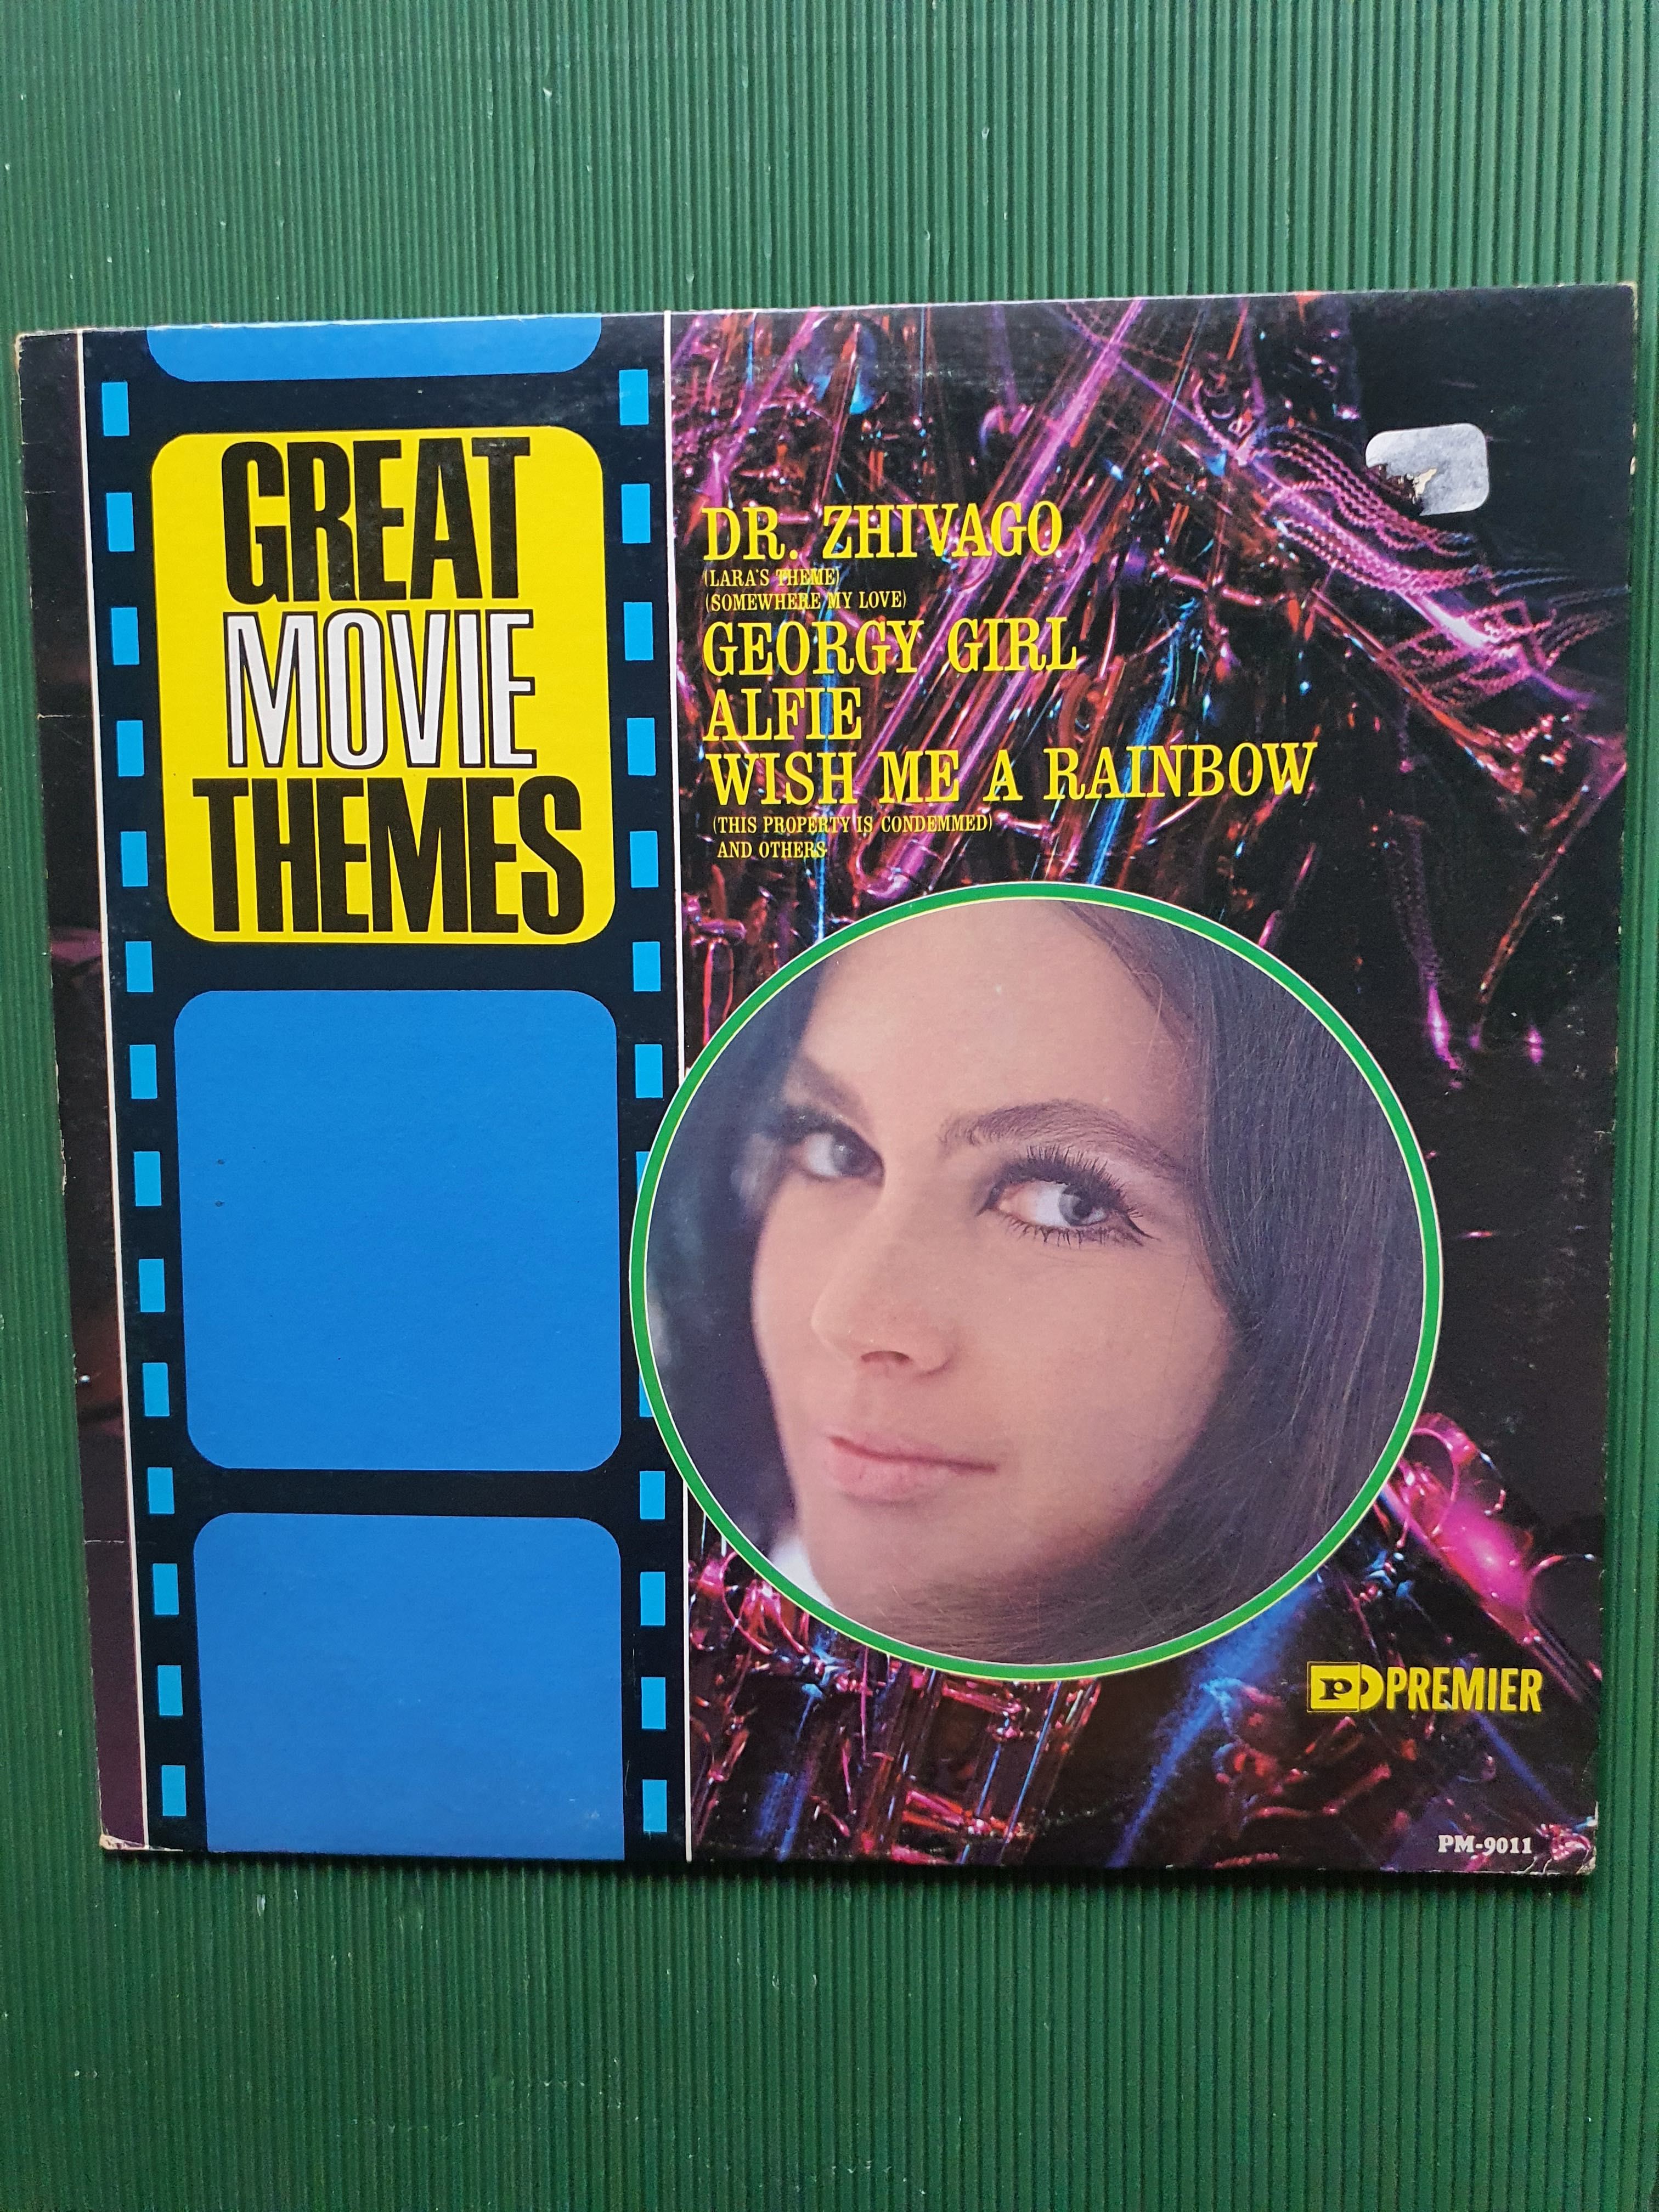 GREAT
MOVIE
THEMES
DR. ZHIVAGO
(LARA'S THEME)
(SOMEWHERE MY LOVE)
GEORGY GIRL
ALFIE
WISH ME A RAINBOW
(THIS PROPERTY IS CONDEMMED)
AND OTHERS
P PREMIER
PM-9011